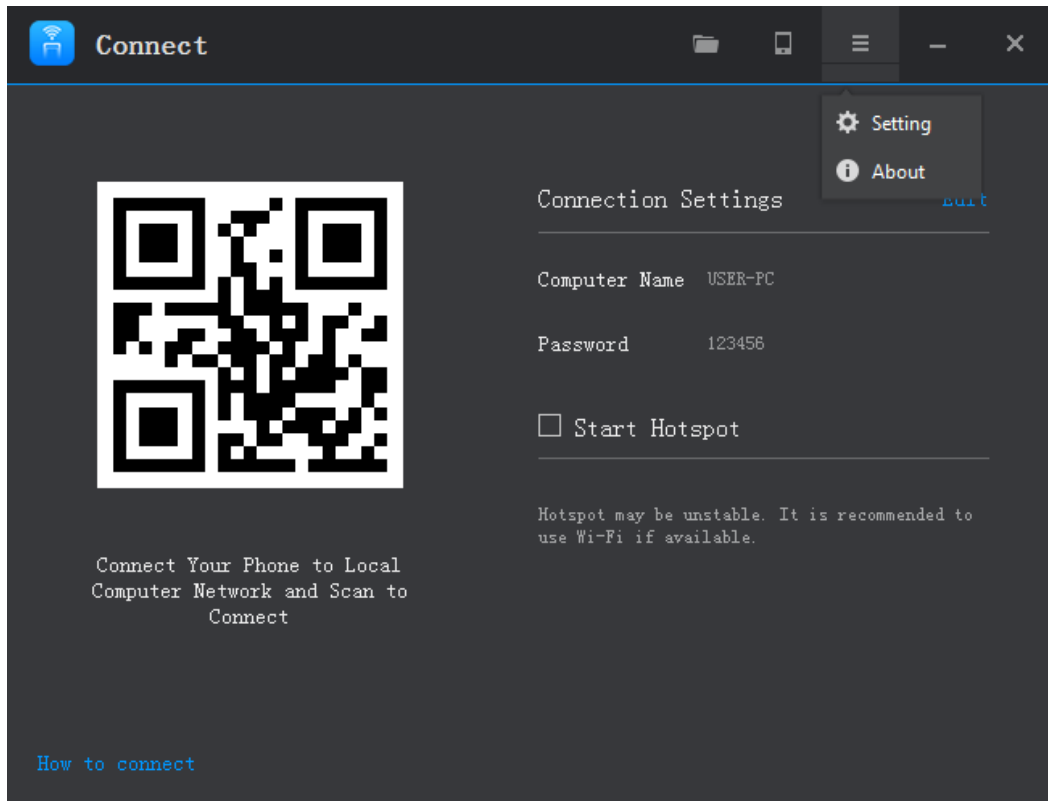 Connect
Setting
About
Connection Settings
Edit
Computer Name USER-PC
Password 123456
Start Hotspot
Hotspot may be unstable. It is recommended to
use Wi-Fi if available.
Connect Your Phone to Local
Computer Network and Scan to
Connect
How to connect